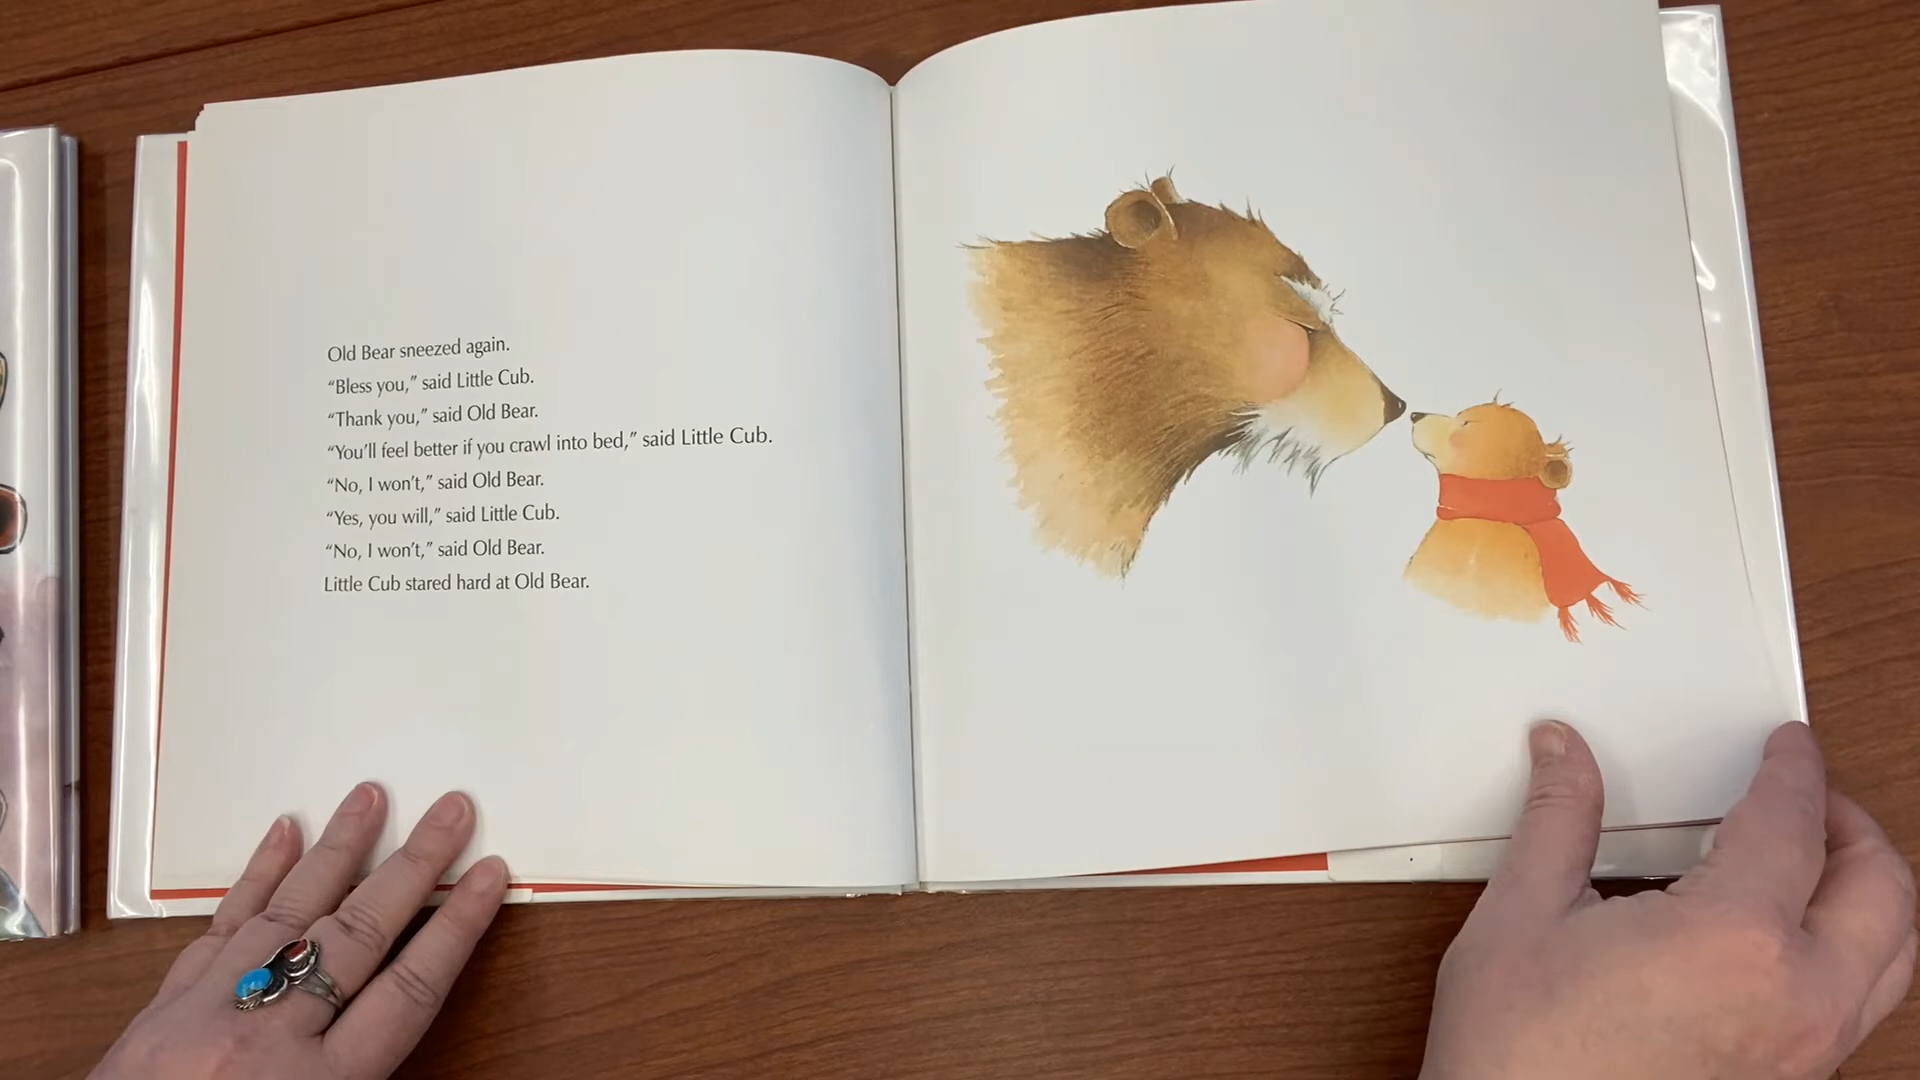 Old Bear sneezed again.
“Bless you,” said Little Cub.
“Thank you,” said Old Bear.
“You’ll feel better if you crawl into bed,” said Little Cub.
“No, I won’t,” said Old Bear.
“Yes, you will,” said Little Cub.
“No, I won’t,” said Old Bear.
Little Cub stared hard at Old Bear.